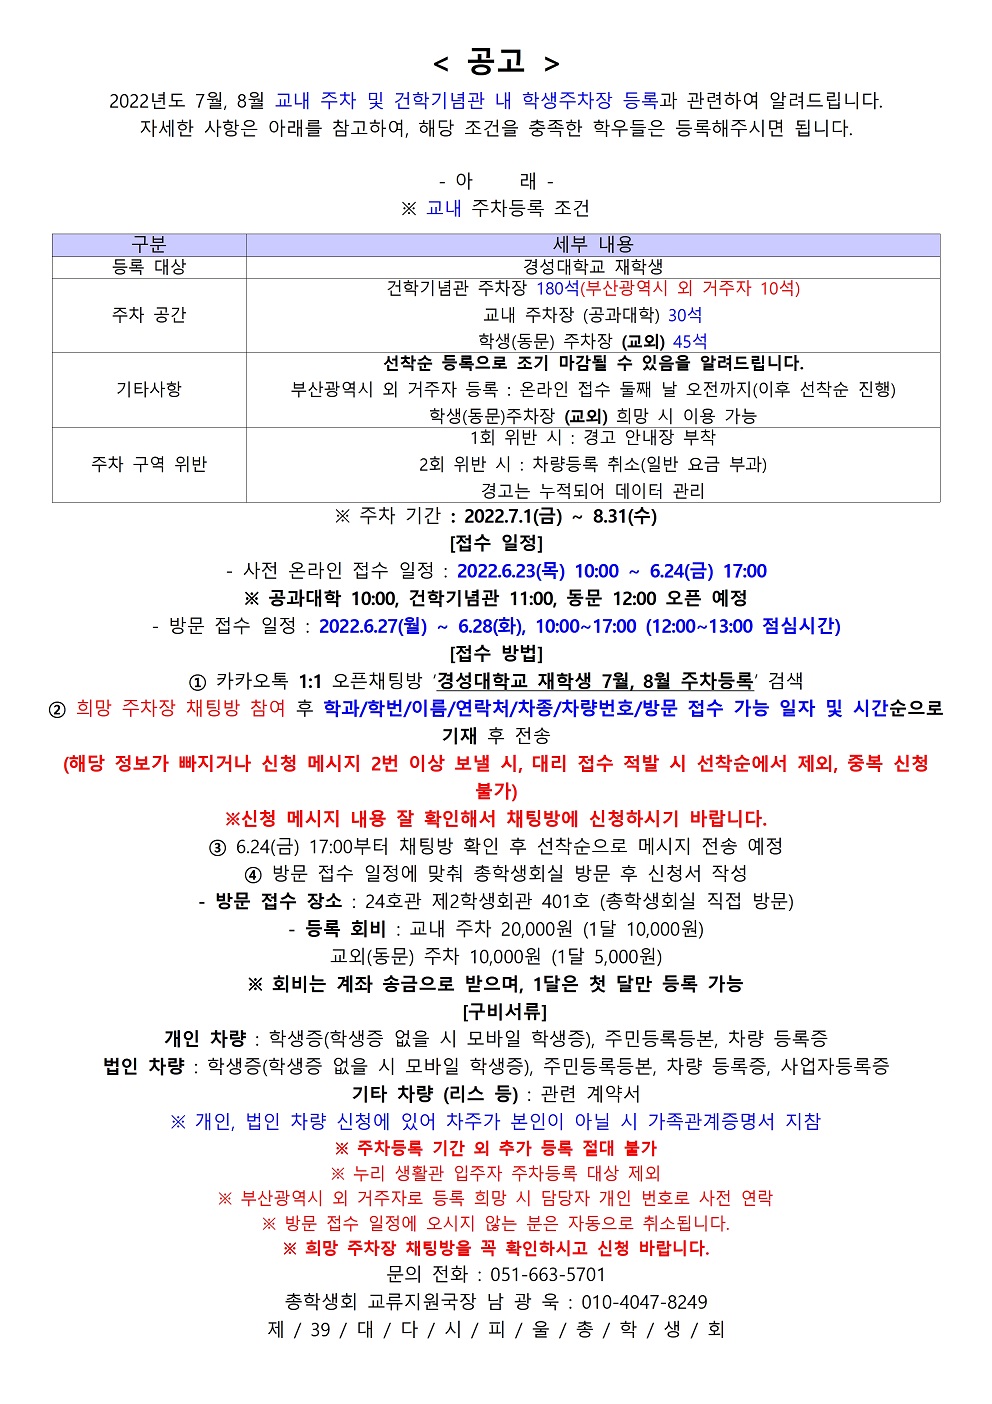 < 공고 >
2022년도 7월, 8월 교내 주차 및 건학기념관 내 학생주차장 등록과 관련하여 알려드립니다.
자세한 사항은 아래를 참고하여, 해당 조건을 충족한 학우들은 등록해주시면 됩니다.
- 아 래 -
※ 교내 주차등록 조건
구분 세부 내용
등록 대상 경성대학교 재학생
주차 공간
건학기념관 주차장 180석(부산광역시 외 거주자 10석)
교내 주차장 (공과대학) 30석
학생(동문) 주차장 (교외) 45석
기타사항
선착순 등록으로 조기 마감될 수 있음을 알려드립니다.
부산광역시 외 거주자 등록 : 온라인 접수 둘째 날 오전까지(이후 선착순 진행)
학생(동문)주차장 (교외) 희망 시 이용 가능
주차 구역 위반
1회 위반 시 : 경고 안내장 부착
2회 위반 시 : 차량등록 취소(일반 요금 부과)
경고는 누적되어 데이터 관리
※ 주차 기간 : 2022.7.1(금) ~ 8.31(수)
[접수 일정]
- 사전 온라인 접수 일정 : 2022.6.23(목) 10:00 ~ 6.24(금) 17:00
※ 공과대학 10:00, 건학기념관 11:00, 동문 12:00 오픈 예정
- 방문 접수 일정 : 2022.6.27(월) ~ 6.28(화), 10:00~17:00 (12:00~13:00 점심시간)
[접수 방법]
① 카카오톡 1:1 오픈채팅방 '경성대학교 재학생 7월, 8월 주차등록' 검색
② 희망 주차장 채팅방 참여 후 학과/학번/이름/연락처/차종/차량번호/방문 접수 가능 일자 및 시간순으로
기재 후 전송
(해당 정보가 빠지거나 신청 메시지 2번 이상 보낼 시, 대리 접수 적발 시 선착순에서 제외, 중복 신청
불가)
※신청 메시지 내용 잘 확인해서 채팅방에 신청하시기 바랍니다.
③ 6.24(금) 17:00부터 채팅방 확인 후 선착순으로 메시지 전송 예정
④ 방문 접수 일정에 맞춰 총학생회실 방문 후 신청서 작성
- 방문 접수 장소 : 24호관 제2학생회관 401호 (총학생회실 직접 방문)
- 등록 회비 : 교내 주차 20,000원 (1달 10,000원)
교외(동문) 주차 10,000원 (1달 5,000원)
※ 회비는 계좌 송금으로 받으며, 1달은 첫 달만 등록 가능
[구비서류]
개인 차량 : 학생증(학생증 없을 시 모바일 학생증), 주민등록등본, 차량 등록증
법인 차량 : 학생증(학생증 없을 시 모바일 학생증), 주민등록등본, 차량 등록증, 사업자등록증
기타 차량 (리스 등) : 관련 계약서
※ 개인, 법인 차량 신청에 있어 차주가 본인이 아닐 시 가족관계증명서 지참
※ 주차등록 기간 외 추가 등록 절대 불가
※ 누리 생활관 입주자 주차등록 대상 제외
※ 부산광역시 외 거주자로 등록 희망 시 담당자 개인 번호로 사전 연락
※ 방문 접수 일정에 오시지 않는 분은 자동으로 취소됩니다.
※ 희망 주차장 채팅방을 꼭 확인하시고 신청 바랍니다.
문의 전화 : 051-663-5701
총학생회 교류지원국장 남 광 욱 : 010-4047-8249
제 / 39 / 대 / 다 / 시 / 피 / 울 / 총 / 학 / 생 / 회